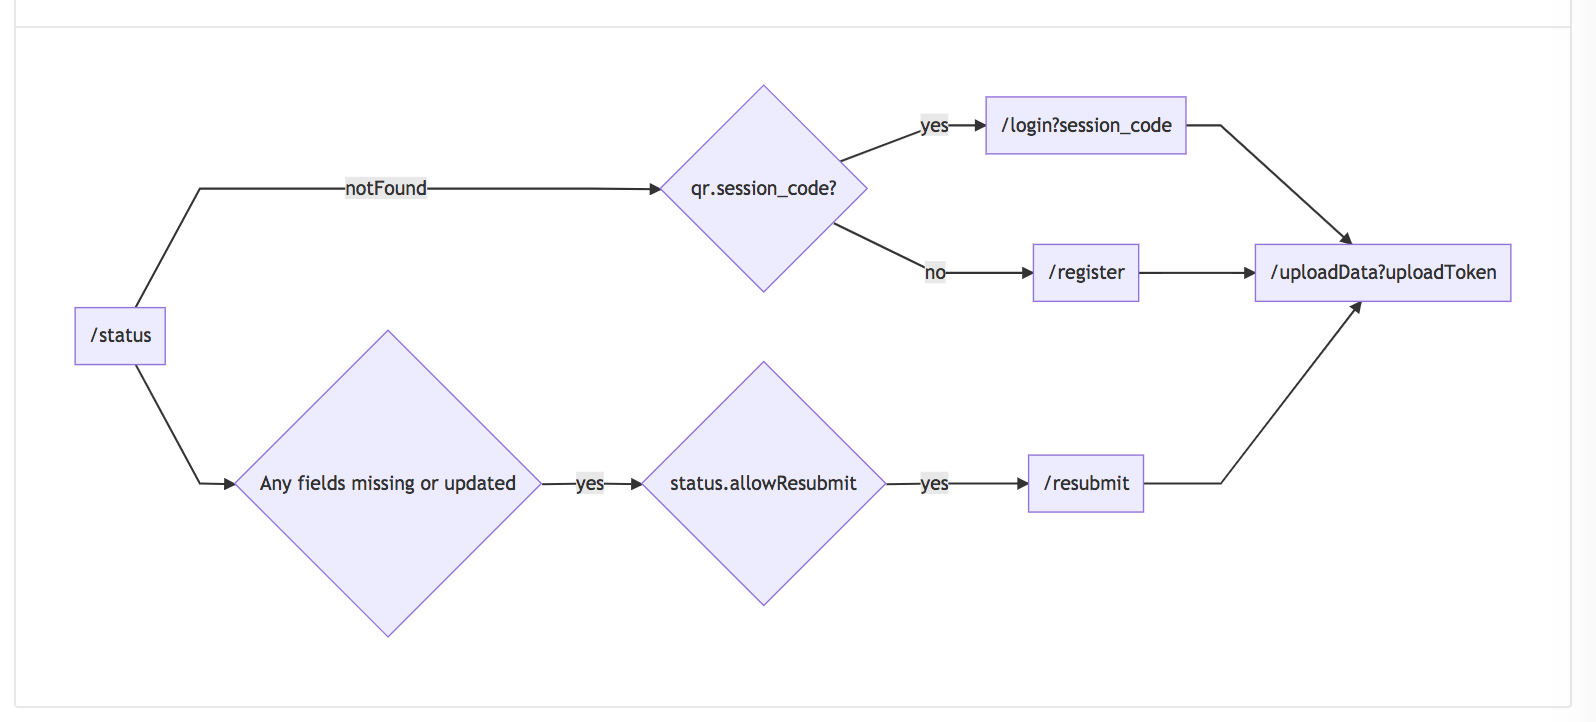 yes
/login?session_code
notFound
qr.session_code?
no
/register
/uploadData?uploadToken
/status
Any fields missing or updated
yes
status.allowResubmit
yes
/resubmit